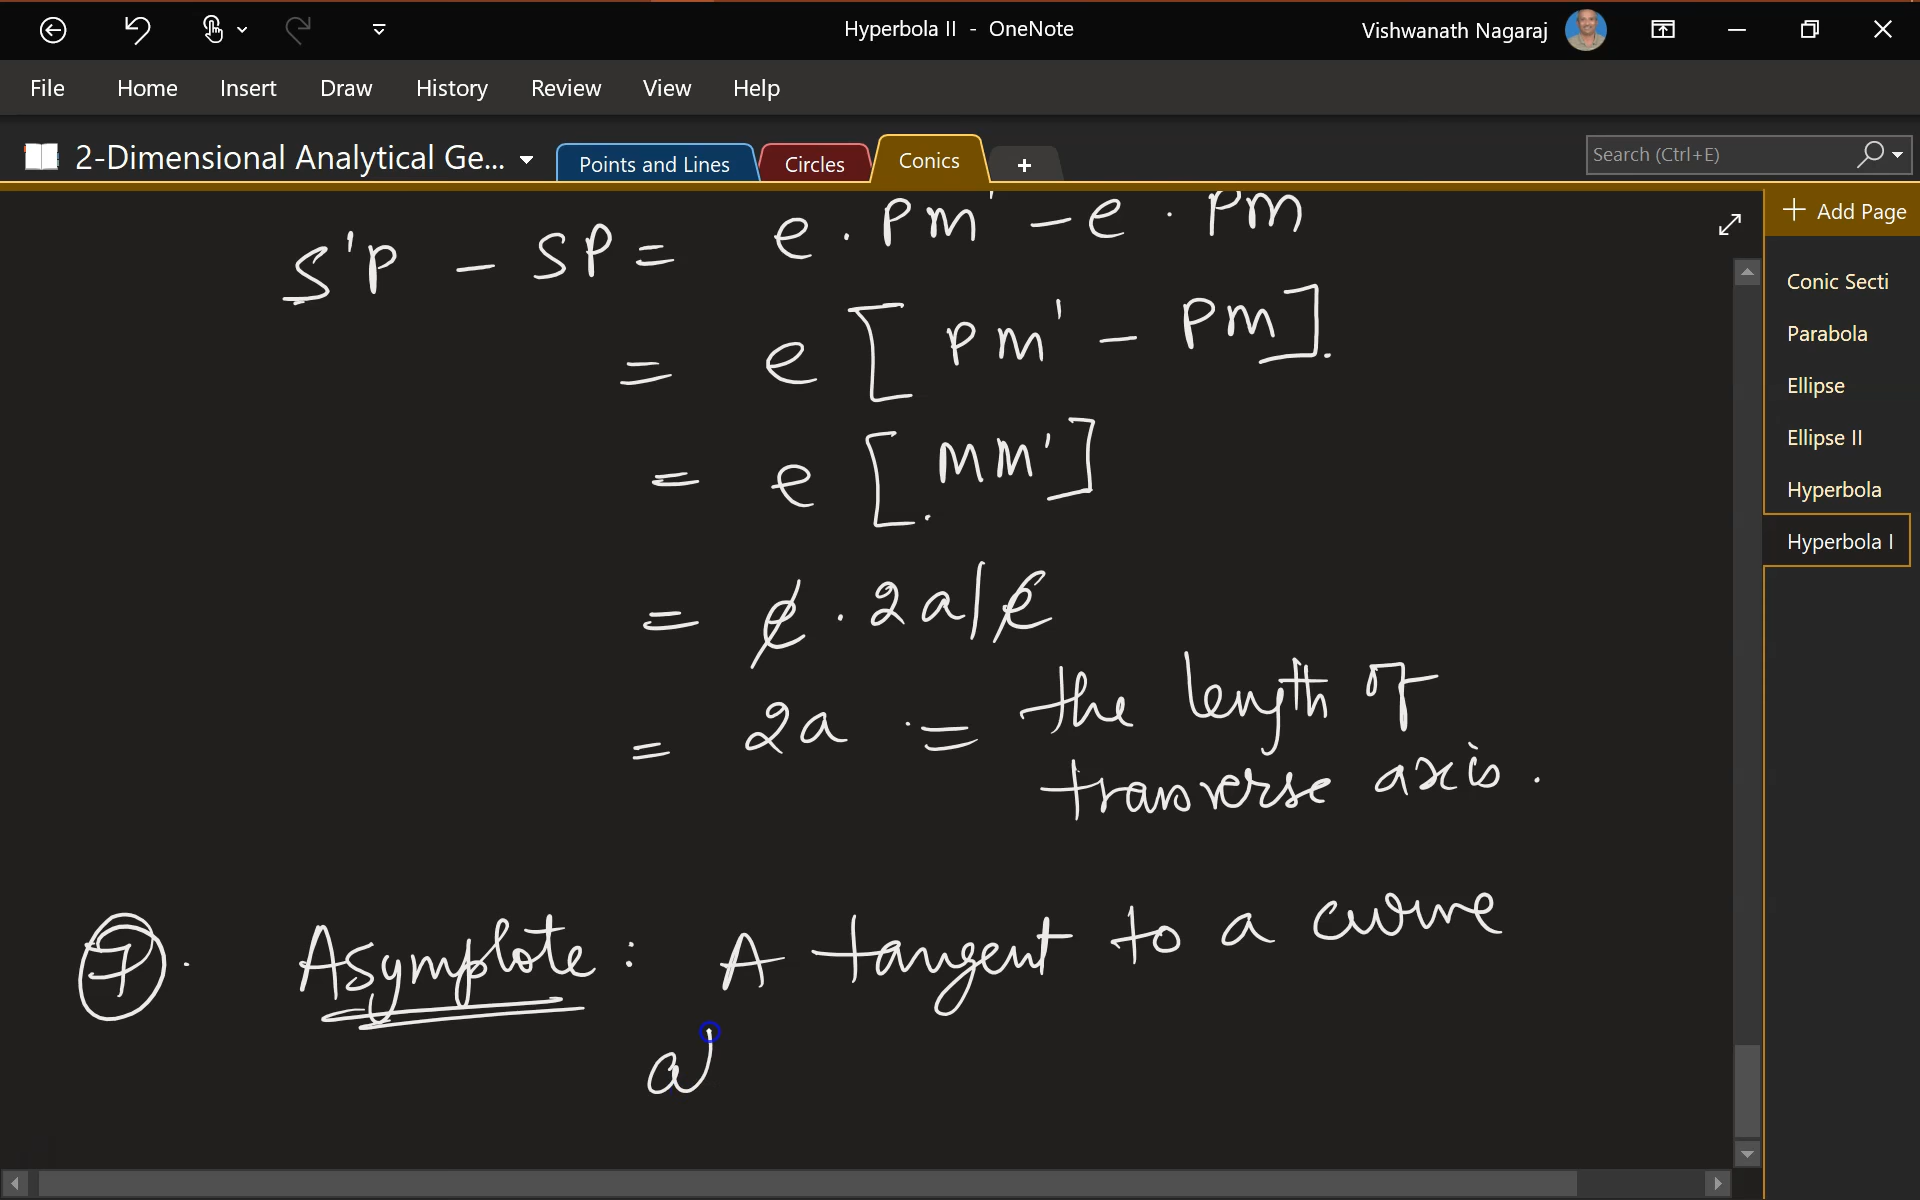 Hyperbola II - OneNote
Vishwanath Nagaraj
File Home Insert Draw History Review View Help
2-Dimensional Analytical Ge...
Points and Lines
Circles
Conics
+
Search (Ctrl+E)
+ Add Page
Conic Secti
Parabola
Ellipse
Ellipse II
Hyperbola
Hyperbola I
S'P - SP = e · PM' - e · PM
= e [PM' - PM].
= e [MM']
= e · 2a/e
= 2a = the length of
transverse axis.
7. Asymplote : A tangent to a curve